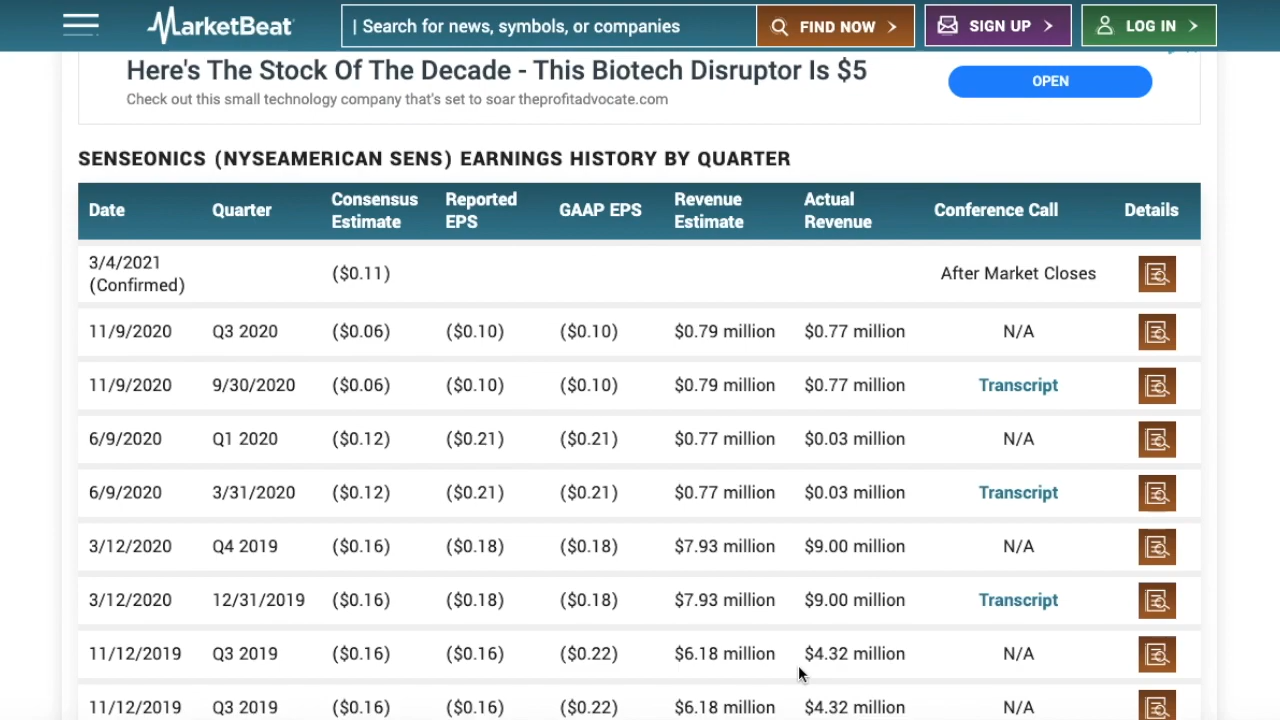 MarketBeat
| Search for news, symbols, or companies
FIND NOW
SIGN UP
LOG IN
Here's The Stock Of The Decade - This Biotech Disruptor Is $5
Check out this small technology company that's set to soar theprofitadvocate.com
OPEN
SENSEONICS (NYSEAMERICAN SENS) EARNINGS HISTORY BY QUARTER
Date Quarter Consensus Estimate Reported EPS GAAP EPS Revenue Estimate Actual Revenue Conference Call Details
3/4/2021 (Confirmed) ($0.11) After Market Closes
11/9/2020 Q3 2020 ($0.06) ($0.10) ($0.10) $0.79 million $0.77 million N/A
11/9/2020 9/30/2020 ($0.06) ($0.10) ($0.10) $0.79 million $0.77 million Transcript
6/9/2020 Q1 2020 ($0.12) ($0.21) ($0.21) $0.77 million $0.03 million N/A
6/9/2020 3/31/2020 ($0.12) ($0.21) ($0.21) $0.77 million $0.03 million Transcript
3/12/2020 Q4 2019 ($0.16) ($0.18) ($0.18) $7.93 million $9.00 million N/A
3/12/2020 12/31/2019 ($0.16) ($0.18) ($0.18) $7.93 million $9.00 million Transcript
11/12/2019 Q3 2019 ($0.16) ($0.16) ($0.22) $6.18 million $4.32 million N/A
11/12/2019 Q3 2019 ($0.16) ($0.16) ($0.22) $6.18 million $4.32 million N/A